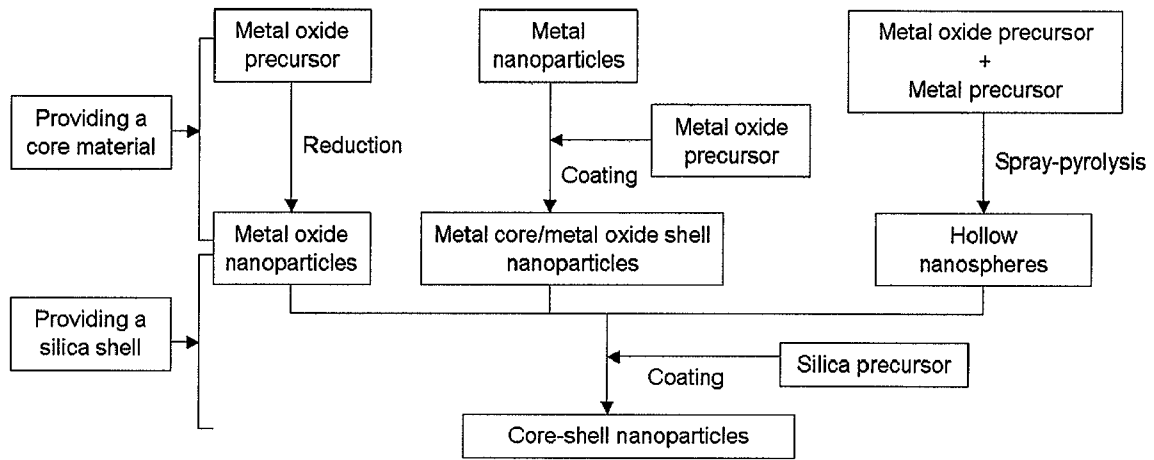 Metal oxide
precursor
Metal
nanoparticles
Metal oxide precursor
+
Metal precursor
Providing a
core material
Reduction
Metal oxide
precursor
Coating
Spray-pyrolysis
Metal oxide
nanoparticles
Metal core/metal oxide shell
nanoparticles
Hollow
nanospheres
Providing a
silica shell
Silica precursor
Coating
Core-shell nanoparticles